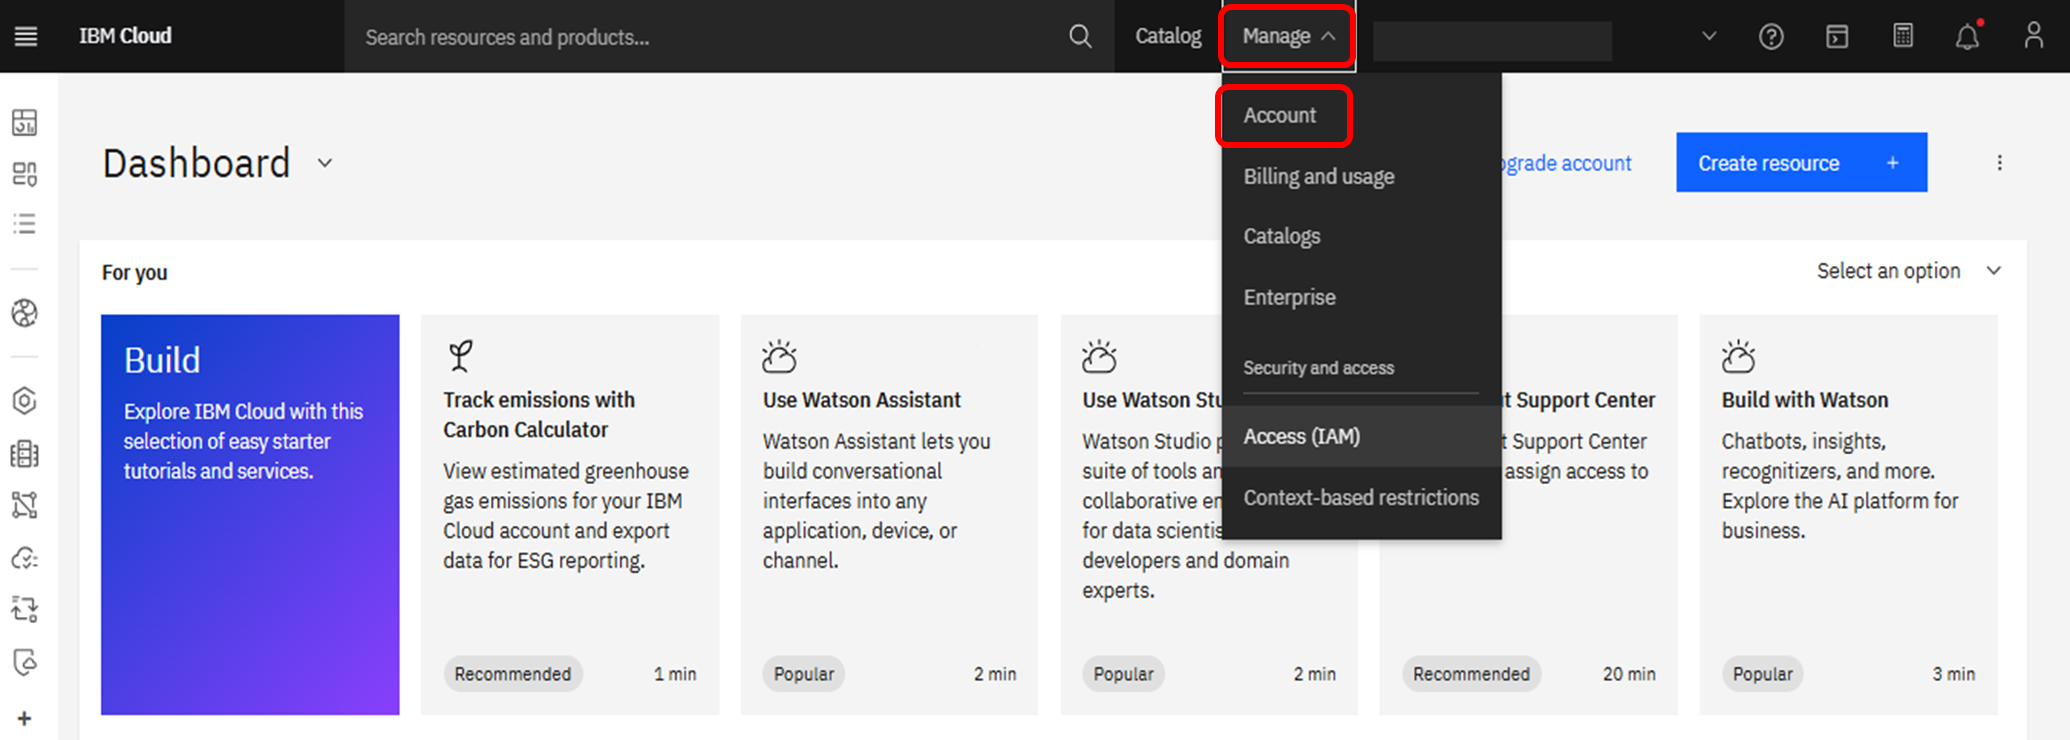 IBM Cloud
Search resources and products...
Catalog
Manage
Account
Billing and usage
Catalogs
Enterprise
Security and access
Access (IAM)
Context-based restrictions
Dashboard
grade account
Create resource +
For you
Select an option
Build
Explore IBM Cloud with this
selection of easy starter
tutorials and services.
Track emissions with
Carbon Calculator
View estimated greenhouse
gas emissions for your IBM
Cloud account and export
data for ESG reporting.
Recommended
1 min
Use Watson Assistant
Watson Assistant lets you
build conversational
interfaces into any
application, device, or
channel.
Popular
2 min
Use Watson Stu
Watson Studio p
suite of tools an
collaborative en
for data scientis
developers and domain
experts.
Popular
2 min
t Support Center
t Support Center
assign access to
Recommended
20 min
Build with Watson
Chatbots, insights,
recognitizers, and more.
Explore the AI platform for
business.
Popular
3 min